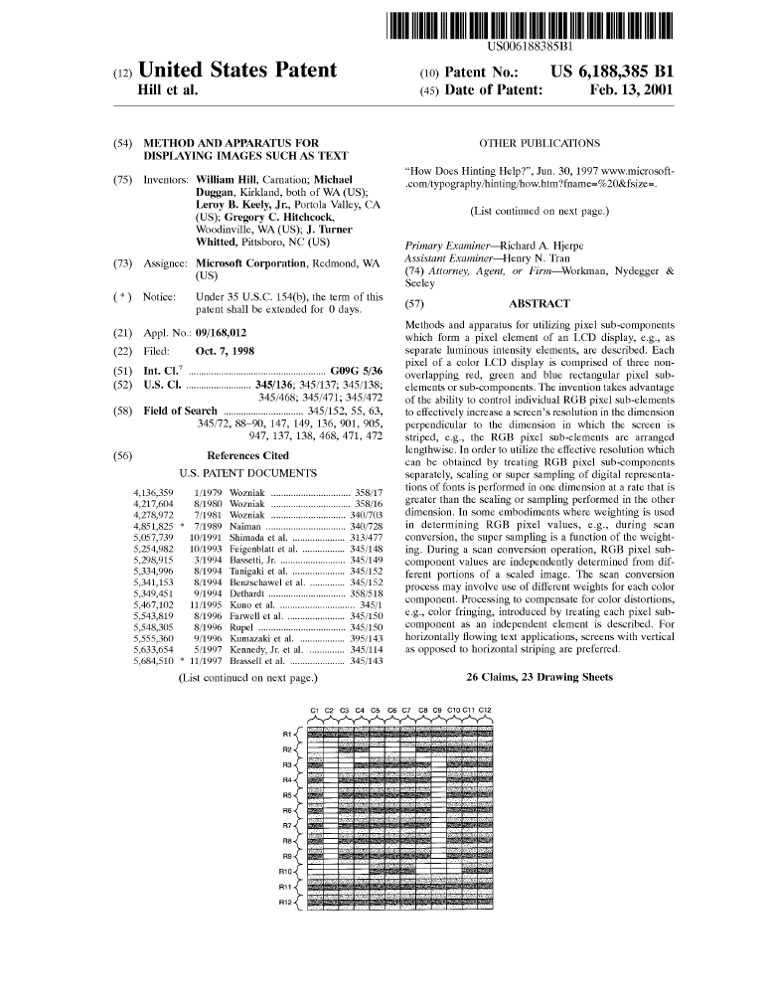 US006188385B1
(12) United States Patent
Hill et al.
(10) Patent No.: US 6,188,385 B1
(45) Date of Patent: Feb. 13, 2001
(54) METHOD AND APPARATUS FOR
DISPLAYING IMAGES SUCH AS TEXT
(75) Inventors: William Hill, Carnation; Michael
Duggan, Kirkland, both of WA (US);
Leroy B. Keely, Jr., Portola Valley, CA
(US); Gregory C. Hitchcock,
Woodinville, WA (US); J. Turner
Whitted, Pittsboro, NC (US)
(73) Assignee: Microsoft Corporation, Redmond, WA
(US)
(*) Notice: Under 35 U.S.C. 154(b), the term of this
patent shall be extended for 0 days.
(21) Appl. No.: 09/168,012
(22) Filed: Oct. 7, 1998
(51) Int. Cl.7 .................................................. G09G 5/36
(52) U.S. Cl. ........................ 345/136; 345/137; 345/138;
345/468; 345/471; 345/472
(58) Field of Search ............................. 345/152, 55, 63,
345/72, 88–90, 147, 149, 136, 901, 905,
947, 137, 138, 468, 471, 472
(56) References Cited
U.S. PATENT DOCUMENTS
4,136,359 1/1979 Wozniak ................................ 358/17
4,217,604 8/1980 Wozniak ................................ 358/16
4,278,972 7/1981 Wozniak .............................. 340/703
4,851,825 * 7/1989 Naiman ............................... 340/728
5,057,739 10/1991 Shimada et al. ..................... 313/477
5,254,982 10/1993 Feigenblatt et al. ................. 345/148
5,298,915 3/1994 Bassetti, Jr. .......................... 345/149
5,334,996 8/1994 Tanigaki et al. ..................... 345/152
5,341,153 8/1994 Benzschawel et al. .............. 345/152
5,349,451 9/1994 Dethardt ............................... 358/518
5,467,102 11/1995 Kuno et al. ............................. 345/1
5,543,819 8/1996 Farwell et al. ....................... 345/150
5,548,305 8/1996 Rupel ................................... 345/150
5,555,360 9/1996 Kumazaki et al. ................... 395/143
5,633,654 5/1997 Kennedy, Jr. et al. ............... 345/114
5,684,510 * 11/1997 Brassell et al. ...................... 345/143
(List continued on next page.)
OTHER PUBLICATIONS
“How Does Hinting Help?”, Jun. 30, 1997 www.microsoft-
.com/typography/hinting/how.htm?fname=%20&fsize=.
(List continued on next page.)
Primary Examiner—Richard A. Hjerpe
Assistant Examiner—Henry N. Tran
(74) Attorney, Agent, or Firm—Workman, Nydegger &
Seeley
(57) ABSTRACT
Methods and apparatus for utilizing pixel sub-components
which form a pixel element of an LCD display, e.g., as
separate luminous intensity elements, are described. Each
pixel of a color LCD display is comprised of three non-
overlapping red, green and blue rectangular pixel sub-
elements or sub-components. The invention takes advantage
of the ability to control individual RGB pixel sub-elements
to effectively increase a screen's resolution in the dimension
perpendicular to the dimension in which the screen is
striped, e.g., the RGB pixel sub-elements are arranged
lengthwise. In order to utilize the effective resolution which
can be obtained by treating RGB pixel sub-components
separately, scaling or super sampling of digital representa-
tions of fonts is performed in one dimension at a rate that is
greater than the scaling or sampling performed in the other
dimension. In some embodiments where weighting is used
in determining RGB pixel values, e.g., during scan
conversion, the super sampling is a function of the weight-
ing. During a scan conversion operation, RGB pixel sub-
component values are independently determined from dif-
ferent portions of a scaled image. The scan conversion
process may involve use of different weights for each color
component. Processing to compensate for color distortions,
e.g., color fringing, introduced by treating each pixel sub-
component as an independent element is described. For
horizontally flowing text applications, screens with vertical
as opposed to horizontal striping are preferred.
26 Claims, 23 Drawing Sheets
C1 C2 C3 C4 C5 C6 C7 C8 C9 C10 C11 C12
R1
R2
R3
R4
R5
R6
R7
R8
R9
R10
R11
R12